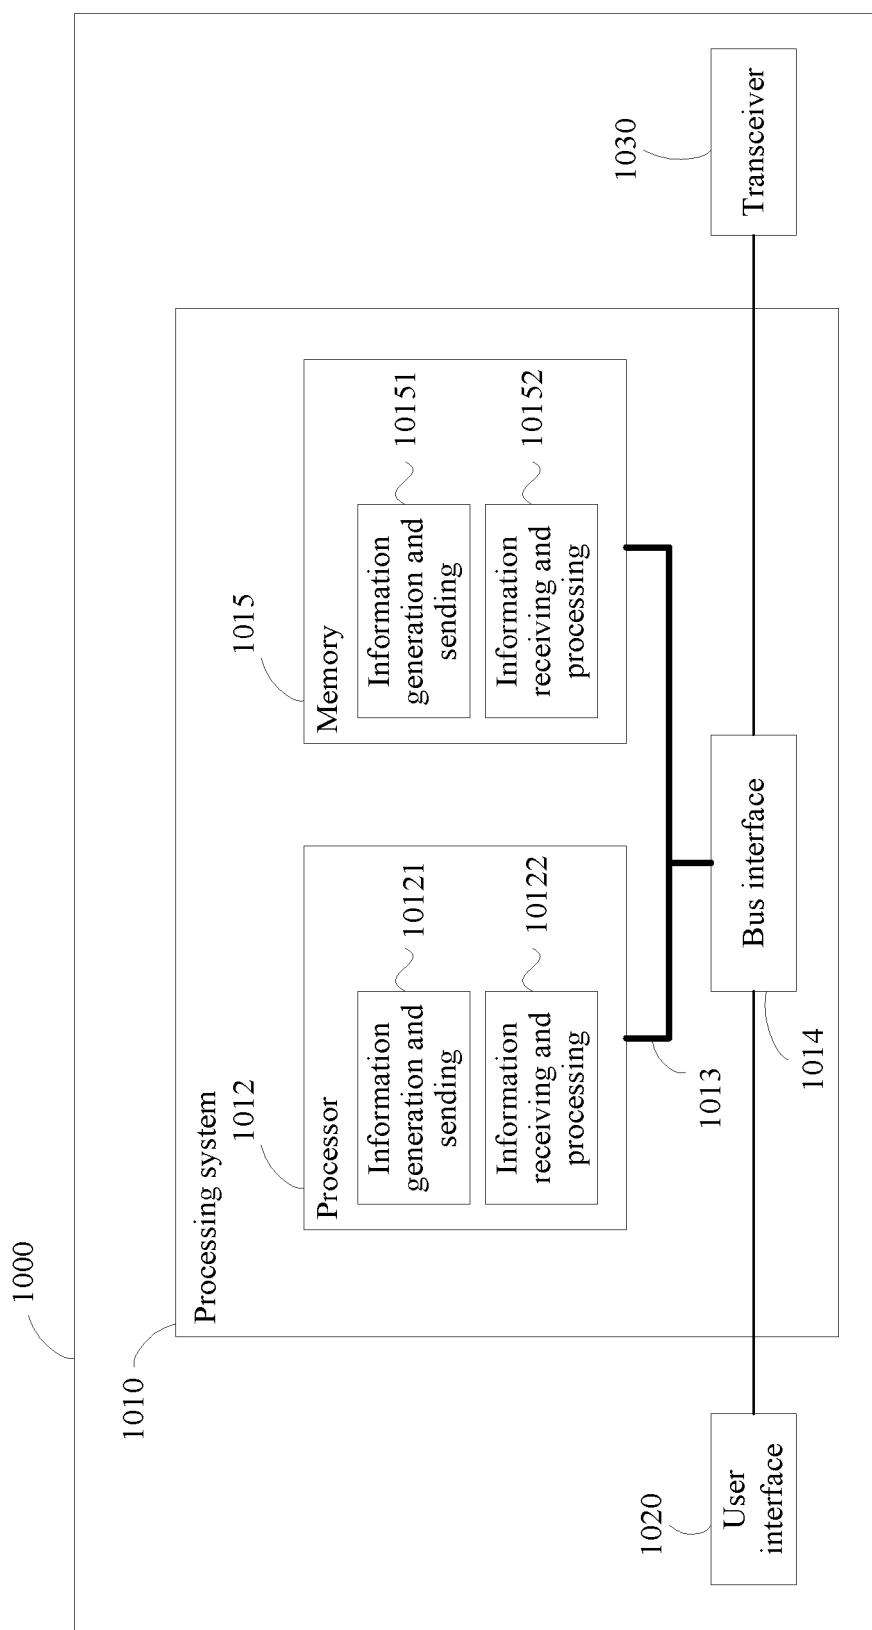 1000
1010
Processing system
1012
Processor
Information
generation and
sending
10121
Information
receiving and
processing
10122
1015
Memory
Information
generation and
sending
10151
Information
receiving and
processing
10152
1013
1020
User
interface
1014
Bus interface
1030
Transceiver